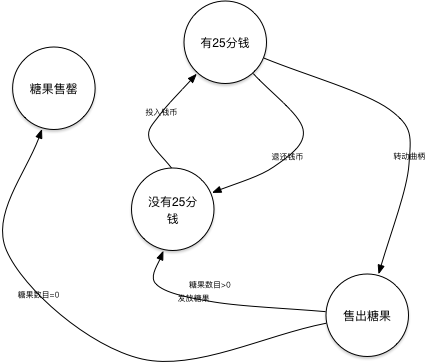 有25分钱
糖果售罄
投入钱币
退还钱币
转动曲柄
没有25分
钱
糖果数目>0
发放糖果
糖果数目=0
售出糖果